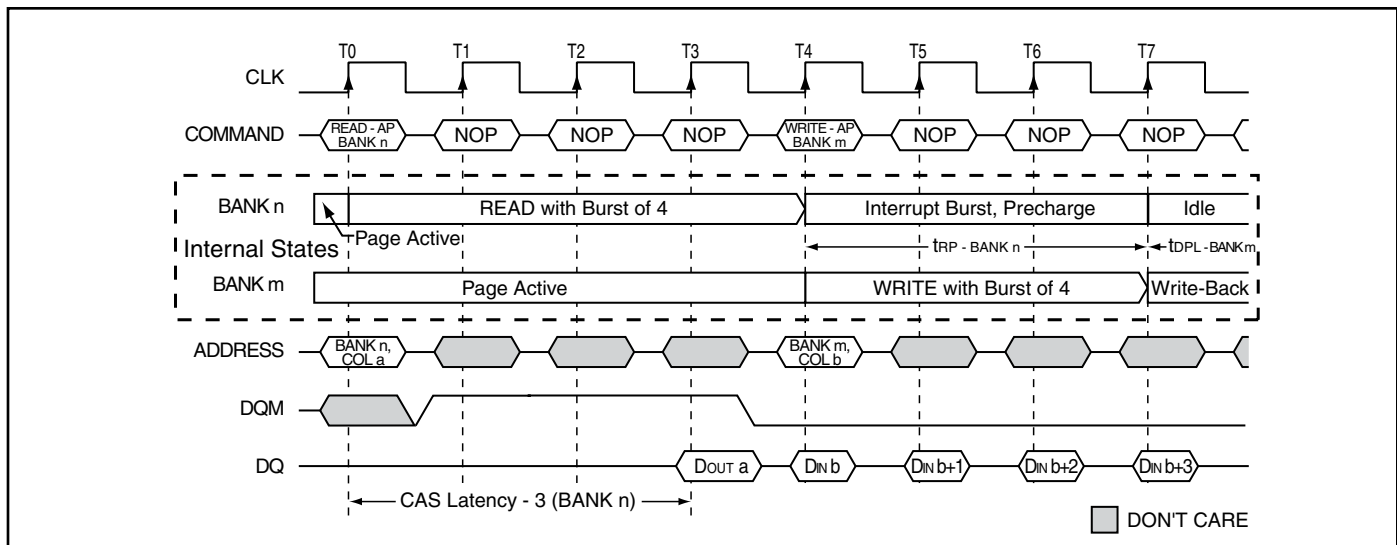 T0 T1 T2 T3 T4 T5 T6 T7
CLK
COMMAND READ - AP BANK n NOP NOP NOP WRITE - AP BANK m NOP NOP NOP
BANK n READ with Burst of 4 Interrupt Burst, Precharge Idle
Internal States Page Active tRP - BANK n tDPL - BANK m
BANK m Page Active WRITE with Burst of 4 Write-Back
ADDRESS BANK n, COL a BANK m, COL b
DQM
DQ DOUT a DIN b DIN b+1 DIN b+2 DIN b+3
CAS Latency - 3 (BANK n)
DON'T CARE